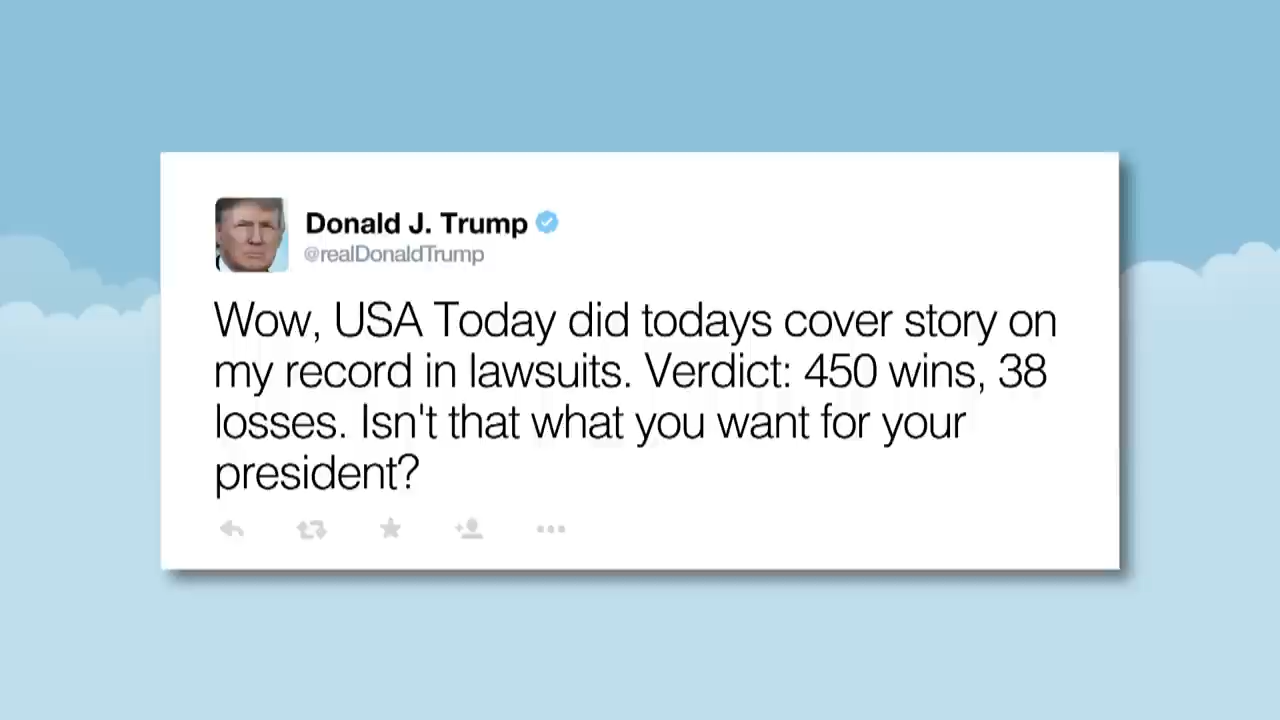 Donald J. Trump
@realDonaldTrump
Wow, USA Today did todays cover story on
my record in lawsuits. Verdict: 450 wins, 38
losses. Isn't that what you want for your
president?